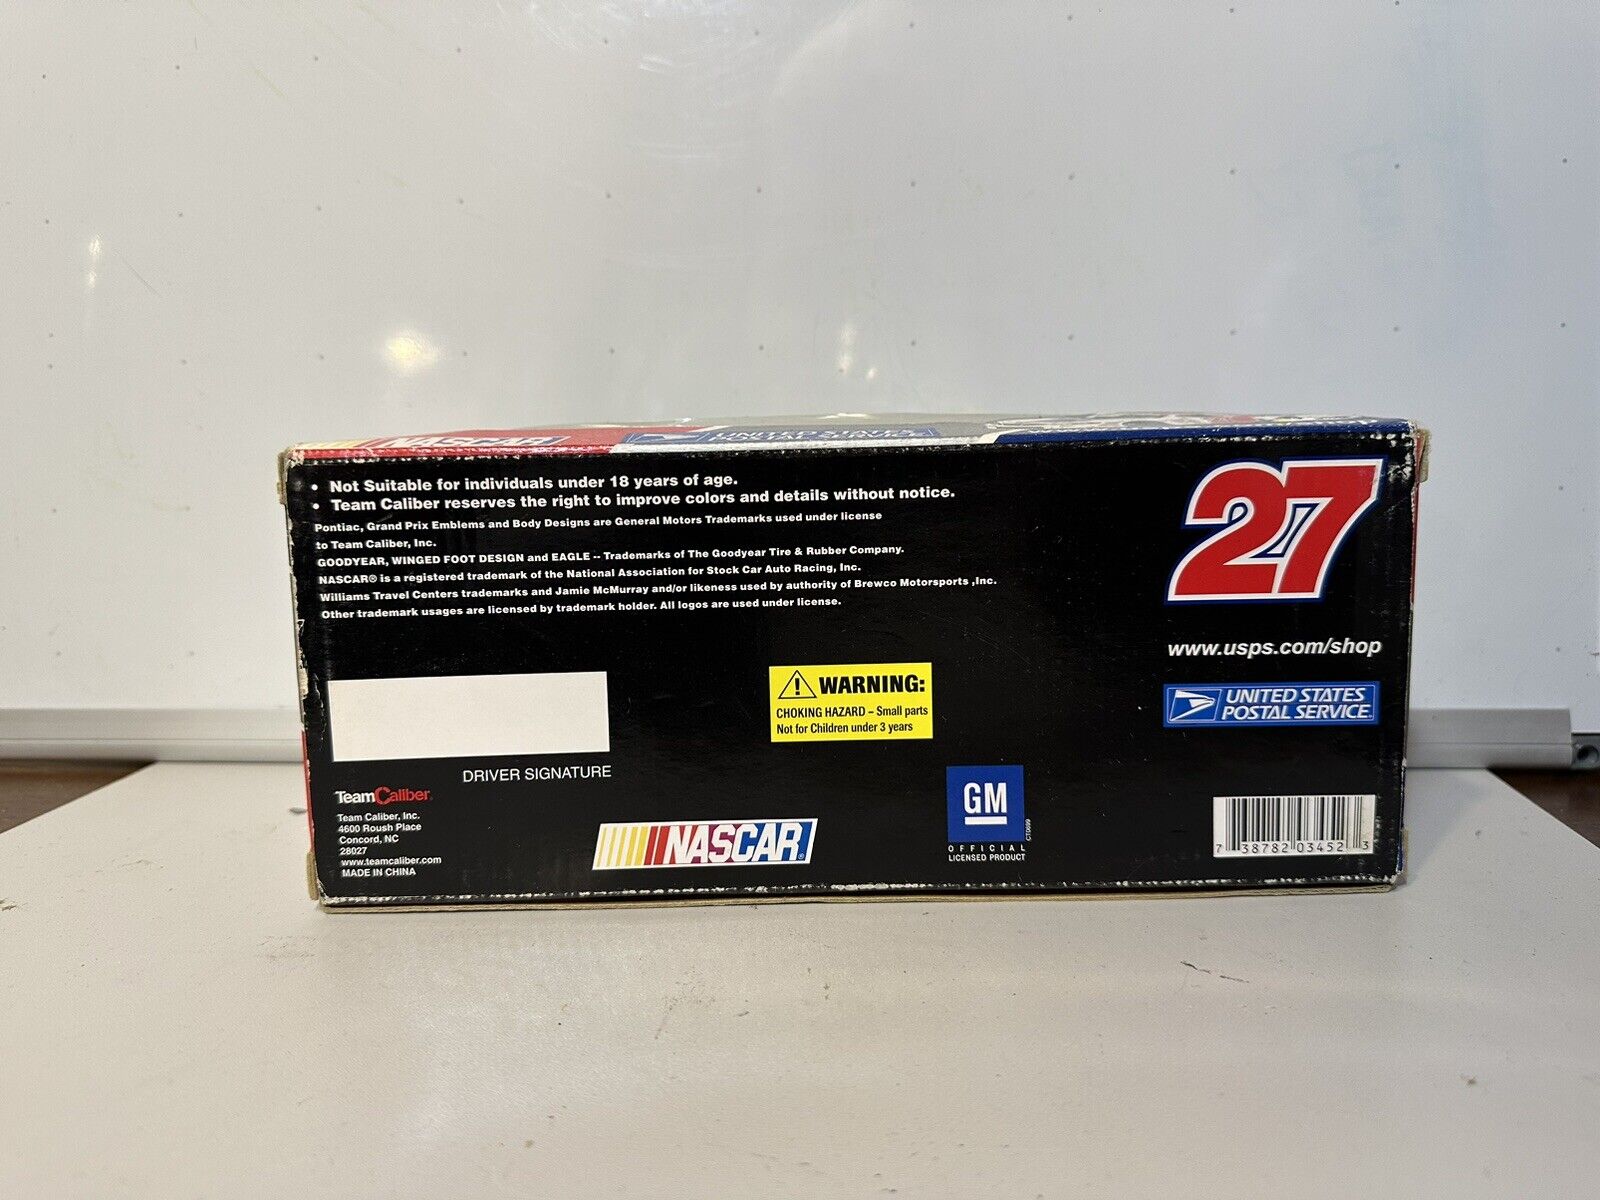 NASCAR
UNITED STATES
POSTAL SERVICE
• Not Suitable for individuals under 18 years of age.
• Team Caliber reserves the right to improve colors and details without notice.
Pontiac, Grand Prix Emblems and Body Designs are General Motors Trademarks used under license
to Team Caliber, Inc.
GOODYEAR, WINGED FOOT DESIGN and EAGLE -- Trademarks of The Goodyear Tire & Rubber Company.
NASCAR® is a registered trademark of the National Association for Stock Car Auto Racing, Inc.
Williams Travel Centers trademarks and Jamie McMurray and/or likeness used by authority of Brewco Motorsports ,Inc.
Other trademark usages are licensed by trademark holder. All logos are used under license.
27
www.usps.com/shop
UNITED STATES
POSTAL SERVICE
WARNING:
CHOKING HAZARD – Small parts
Not for Children under 3 years
DRIVER SIGNATURE
TeamCaliber
Team Caliber, Inc.
4600 Roush Place
Concord, NC
28027
www.teamcaliber.com
MADE IN CHINA
NASCAR®
GM
OFFICIAL
LICENSED PRODUCT
CT0699
7 38782 03452 3